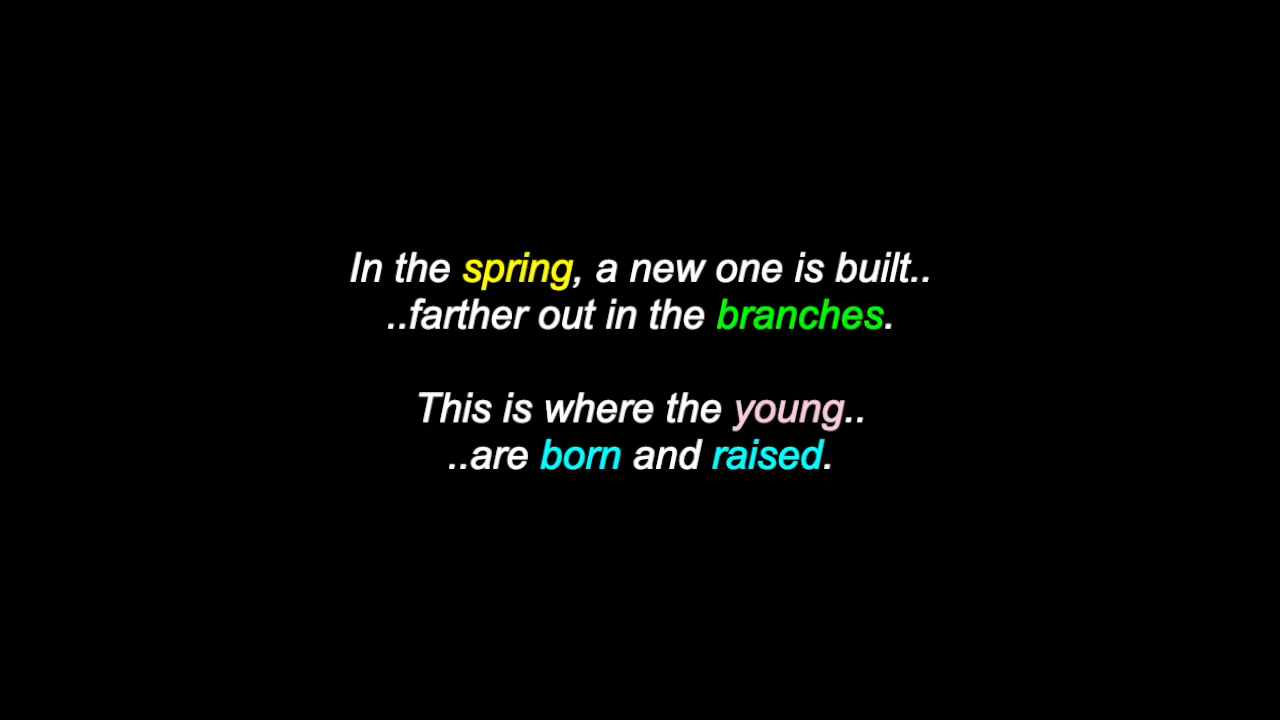 In the spring, a new one is built..
..farther out in the branches.
This is where the young..
..are born and raised.